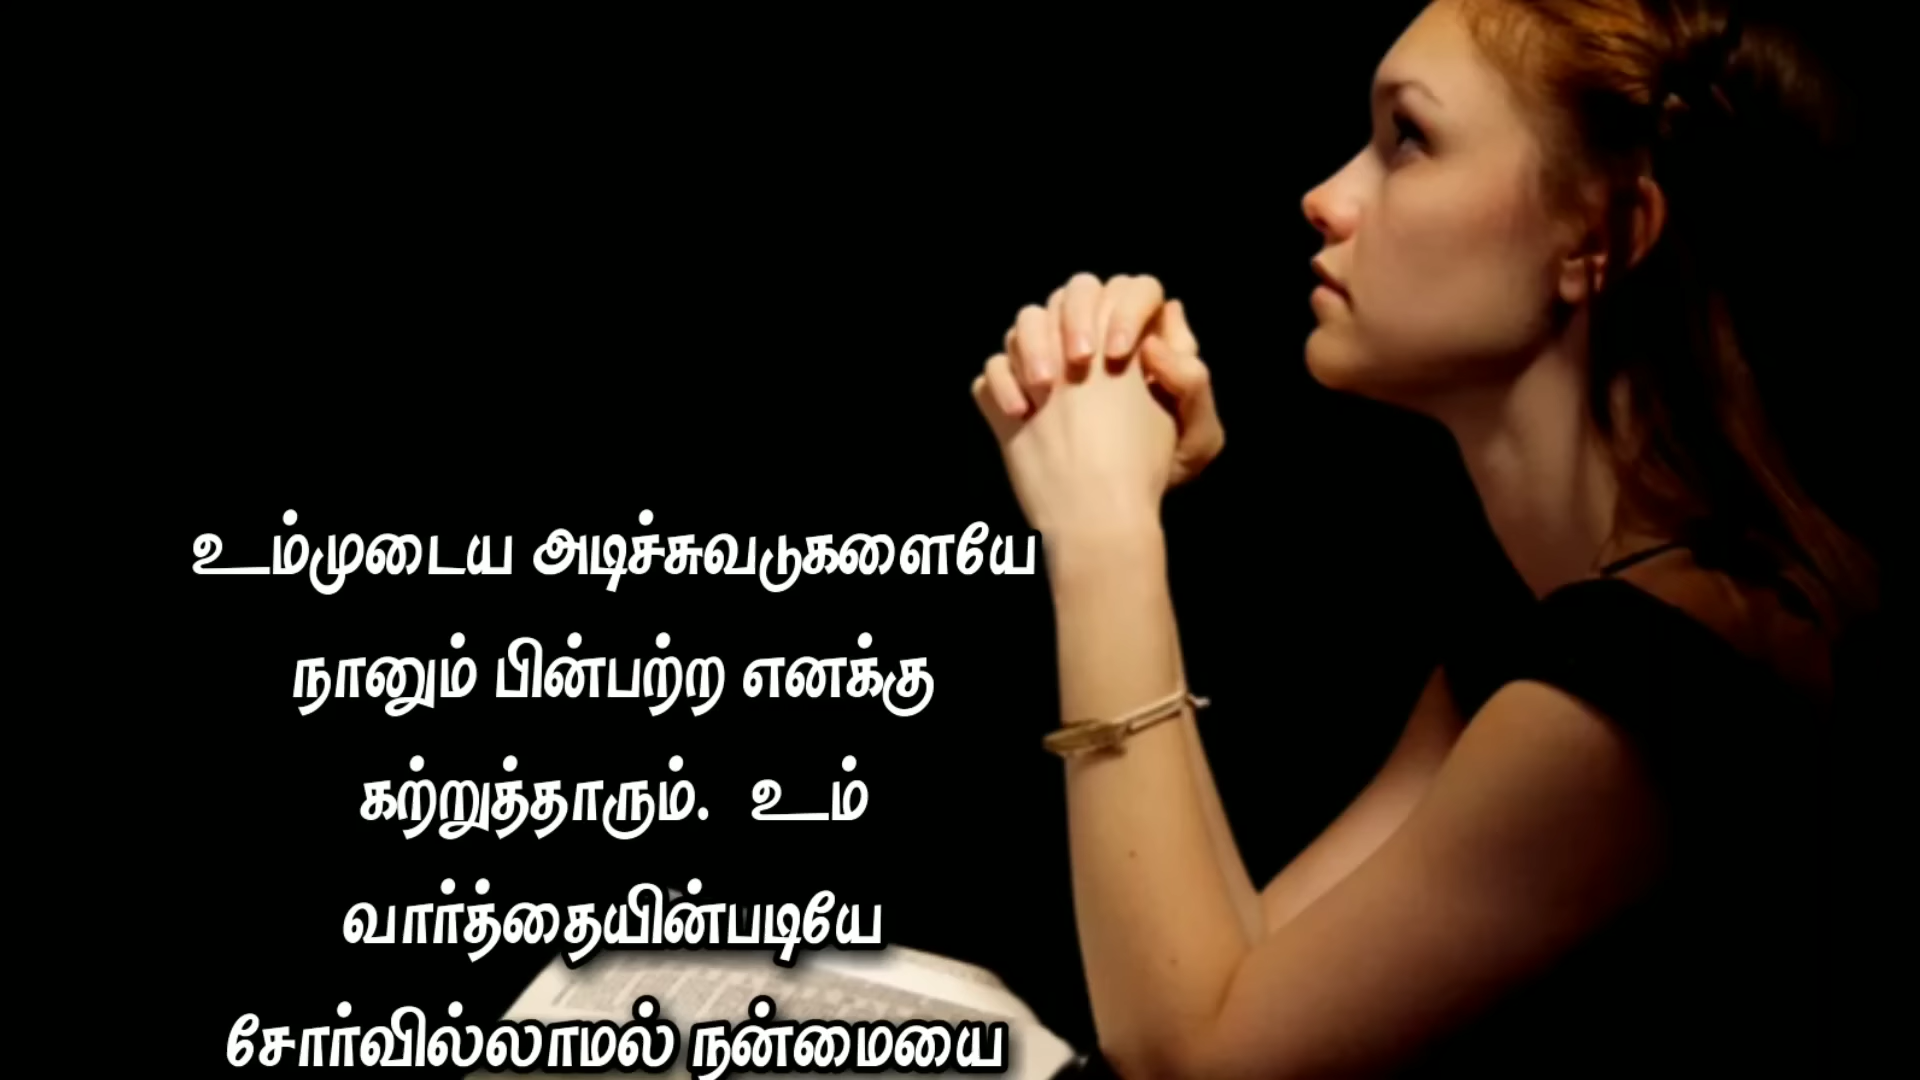 உம்முடைய அடிச்சுவடுகளையே
நானும் பின்பற்ற எனக்கு
கற்றுத்தாரும். உம்
வார்த்தையின்படியே
சோர்வில்லாமல் நன்மையை